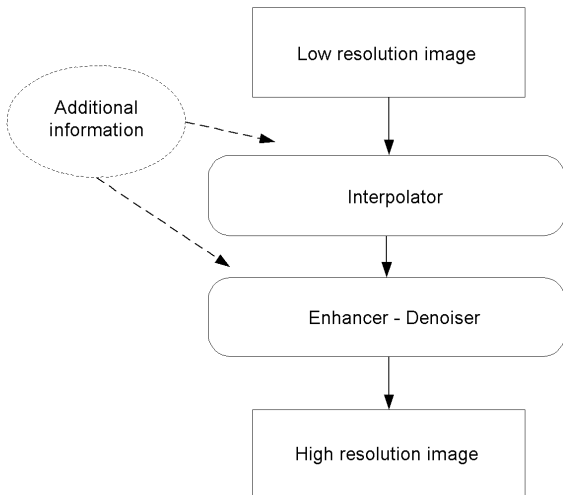 Low resolution image
Additional
information
Interpolator
Enhancer - Denoiser
High resolution image